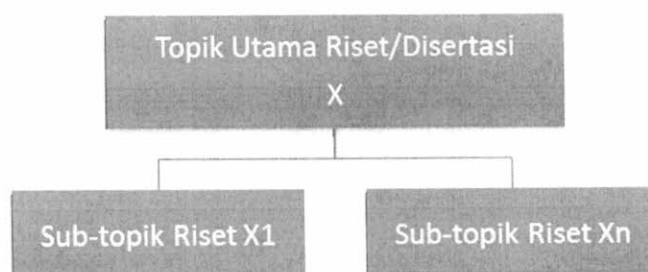 Topik Utama Riset/Disertasi
X
Sub-topik Riset X1
Sub-topik Riset Xn